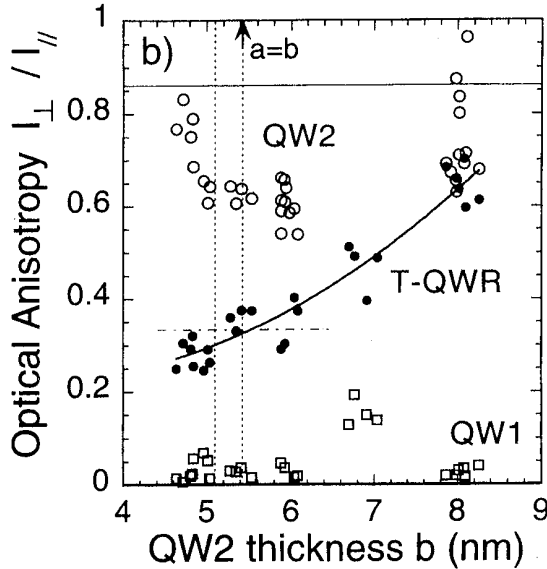 b)
a=b
QW2
T-QWR
QW1
Optical Anisotropy I⊥ / I//
1
0.8
0.6
0.4
0.2
0
4 5 6 7 8 9
QW2 thickness b (nm)